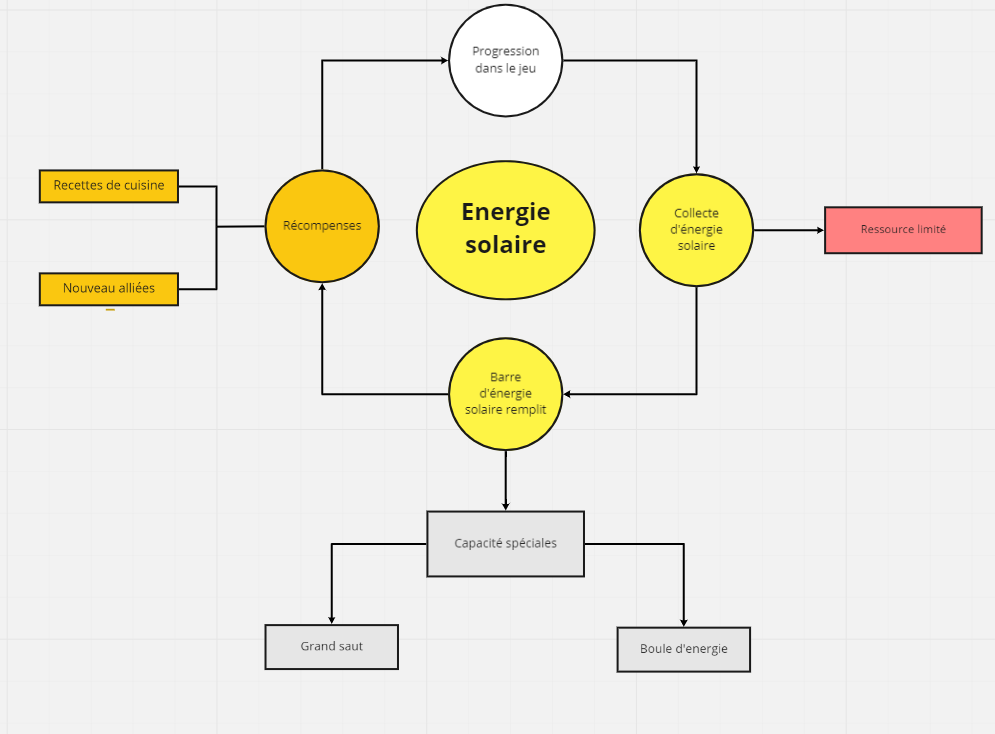 Progression
dans le jeu
Recettes de cuisine
Nouveau alliées
Récompenses
Energie
solaire
Collecte
d'énergie
solaire
Ressource limité
Barre
d'énergie
solaire remplit
Capacité spéciales
Grand saut
Boule d'energie